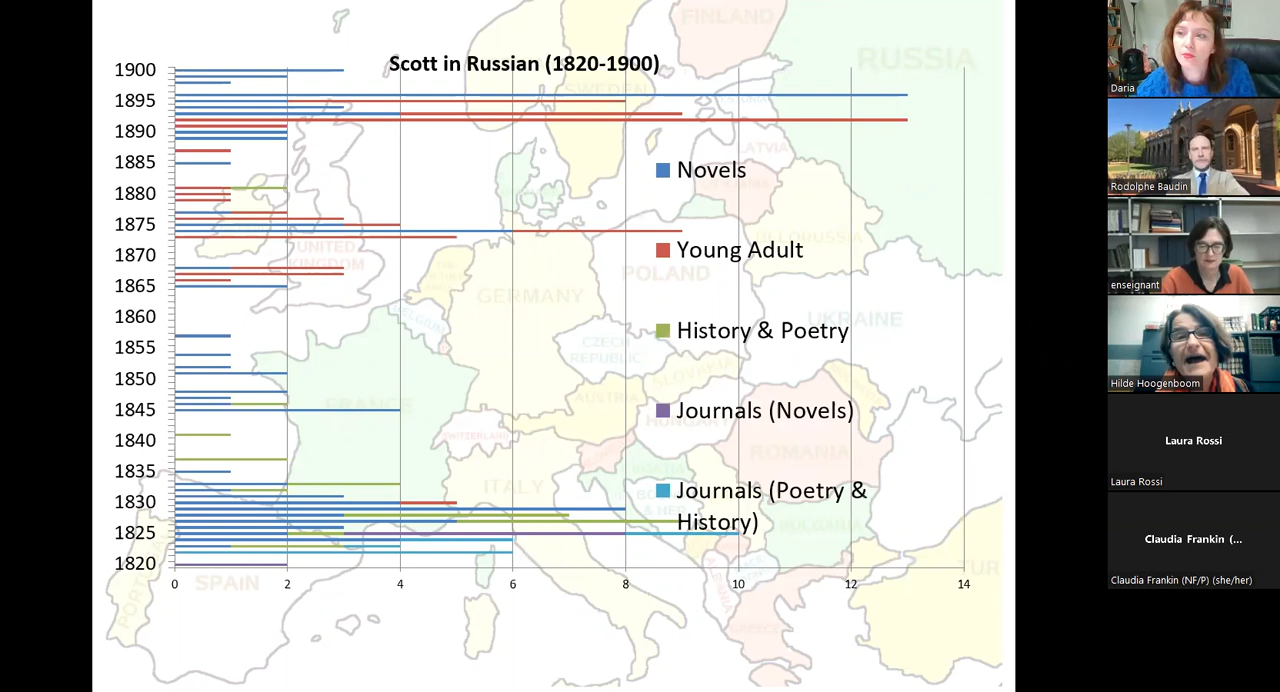 Scott in Russian (1820-1900)
1900
1895
1890
1885
1880
1875
1870
1865
1860
1855
1850
1845
1840
1835
1830
1825
1820
0
2
4
6
8
10
12
14
Novels
Young Adult
History & Poetry
Journals (Novels)
Journals (Poetry &
History)
FINLAND
RUSSIA
SWEDEN
LATVIA
UNITED
KINGDOM
POLAND
GERMANY
BELGIUM
UKRAINE
CZECH
REPUBLIC
SLOVAKIA
AUSTRIA
HUNGARY
FRANCE
SWITZERLAND
ROMANIA
ITALY
BULGARIA
SPAIN
GREECE
Daria
Rodolphe Baudin
enseignant
Hilde Hoogenboom
Laura Rossi
Laura Rossi
Claudia Frankin (...
Claudia Frankin (NF/P) (she/her)